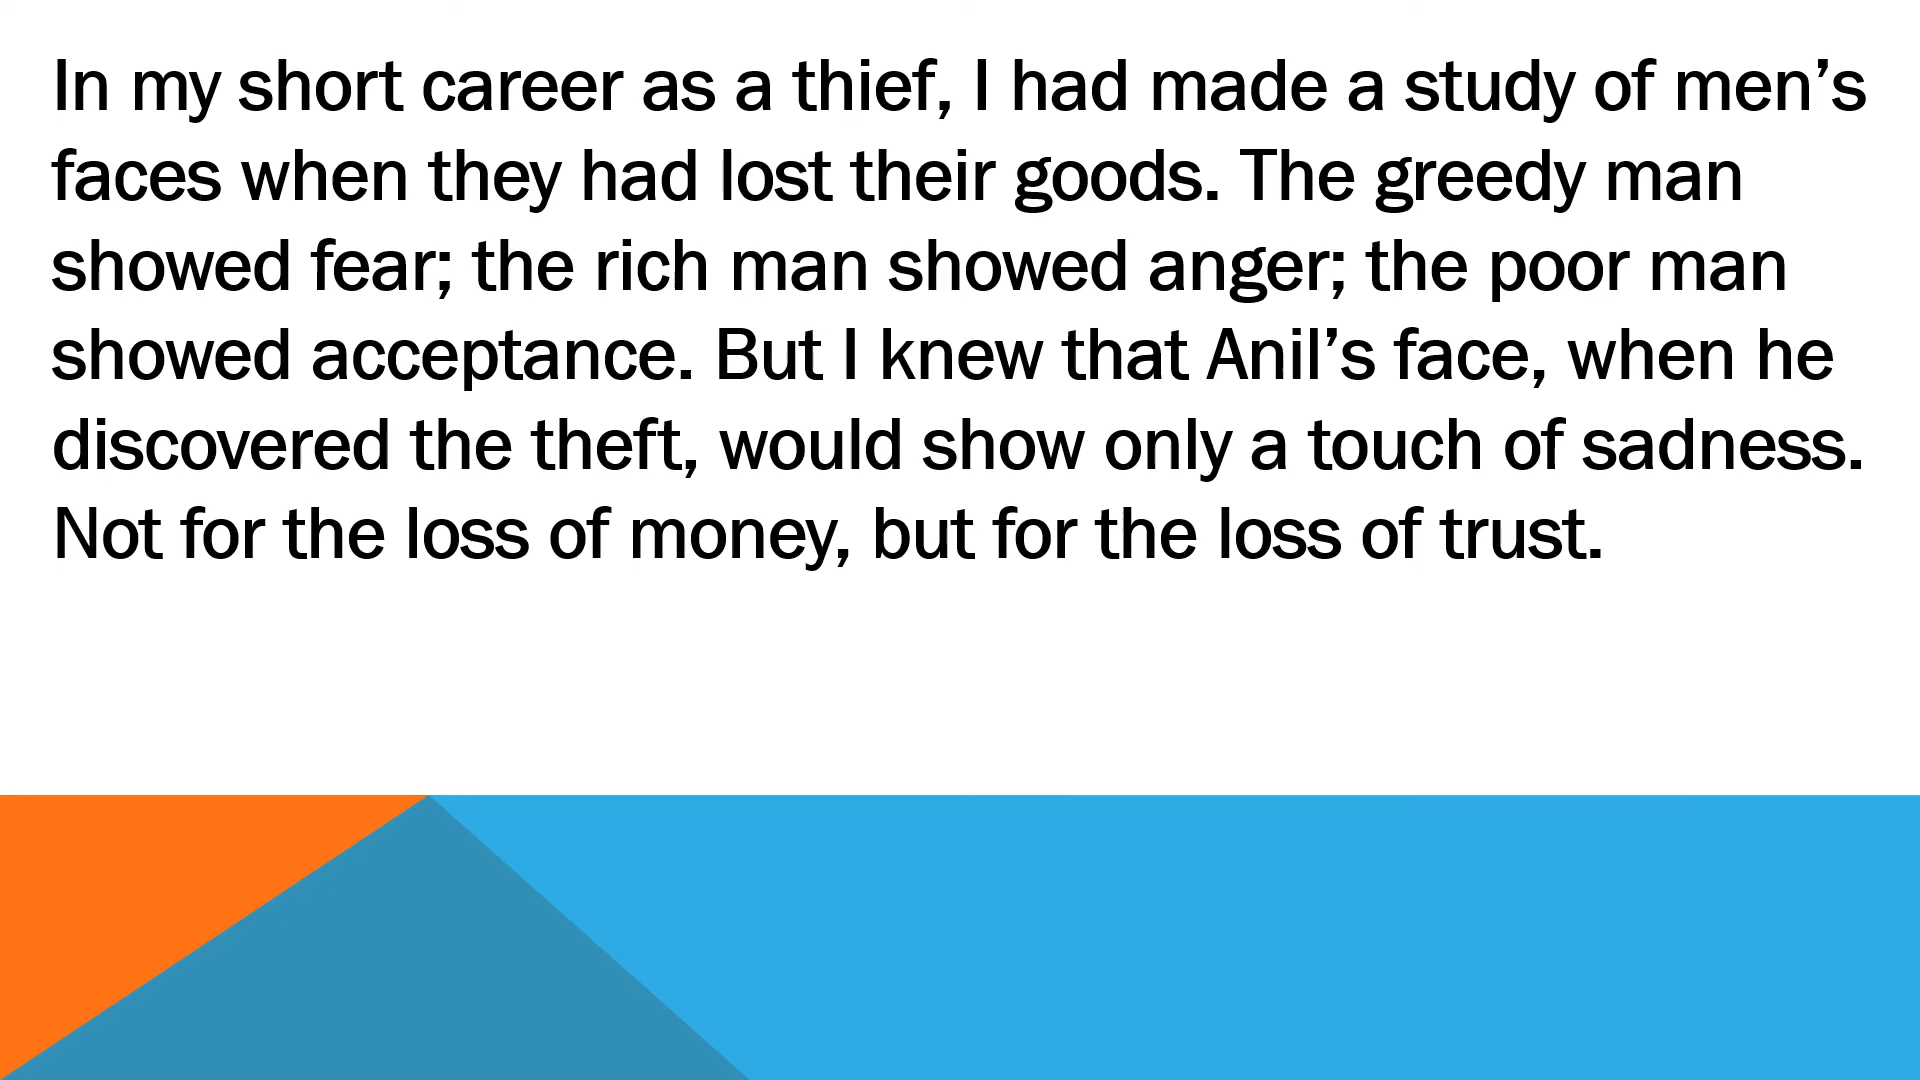 In my short career as a thief, I had made a study of men’s
faces when they had lost their goods. The greedy man
showed fear; the rich man showed anger; the poor man
showed acceptance. But I knew that Anil’s face, when he
discovered the theft, would show only a touch of sadness.
Not for the loss of money, but for the loss of trust.